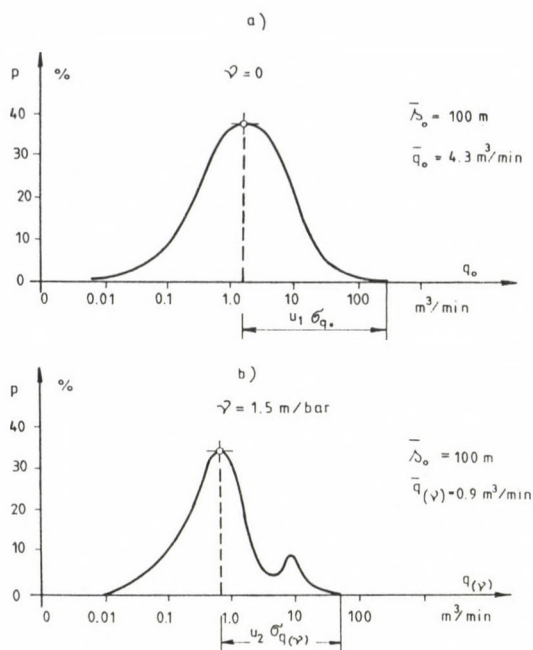 a)
p %
𝜈 = 0
40
s̄ₒ = 100 m
q̄ₒ = 4.3 m³/min
30
20
10
0
qₒ
0 0.01 0.1 1.0 10 100 m³/min
u₁ σqₒ
b)
p %
𝜈 = 1.5 m/bar
40
s̄ₒ = 100 m
q̄(ν) = 0.9 m³/min
30
20
10
0
q(ν)
0 0.01 0.1 1.0 10 100 m³/min
u₂ σq(ν)